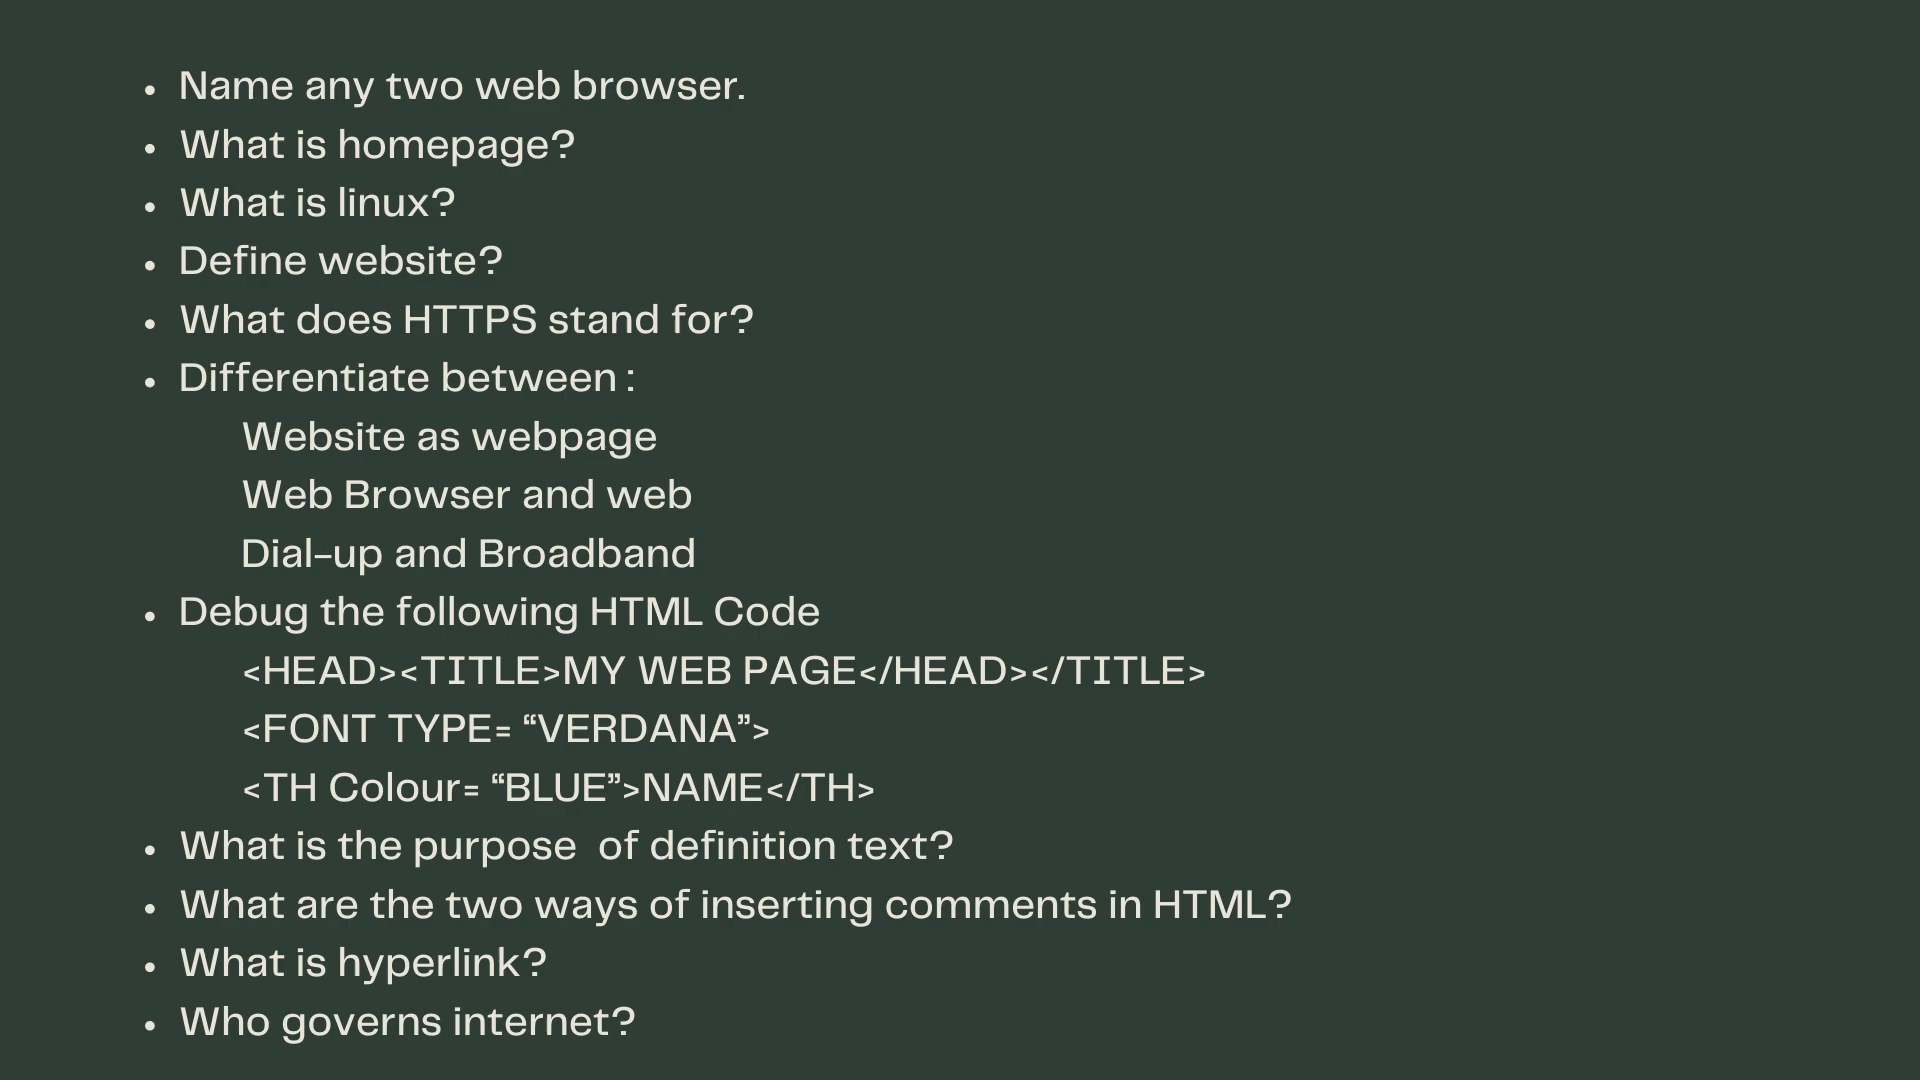 • Name any two web browser.
• What is homepage?
• What is linux?
• Define website?
• What does HTTPS stand for?
• Differentiate between :
Website as webpage
Web Browser and web
Dial-up and Broadband
• Debug the following HTML Code
<HEAD><TITLE>MY WEB PAGE</HEAD></TITLE>
<FONT TYPE= “VERDANA”>
<TH Colour= “BLUE”>NAME</TH>
• What is the purpose  of definition text?
• What are the two ways of inserting comments in HTML?
• What is hyperlink?
• Who governs internet?